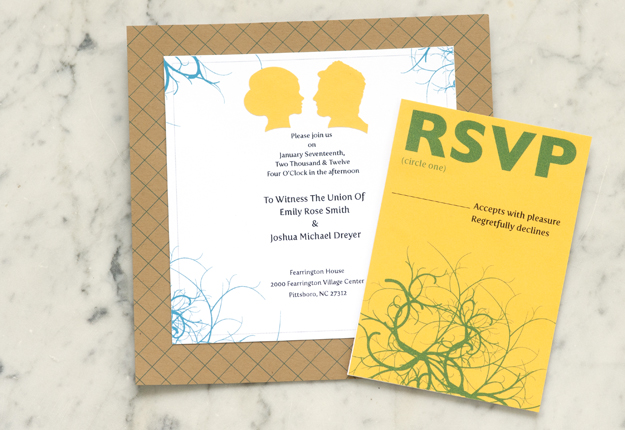 Please join us
on
January Seventeenth,
Two Thousand & Twelve
Four O'Clock in the afternoon
To Witness The Union Of
Emily Rose Smith
&
Joshua Michael Dreyer
Fearrington House
2000 Fearrington Village Center
Pittsboro, NC 27312
RSVP
(circle one)
Accepts with pleasure
Regretfully declines